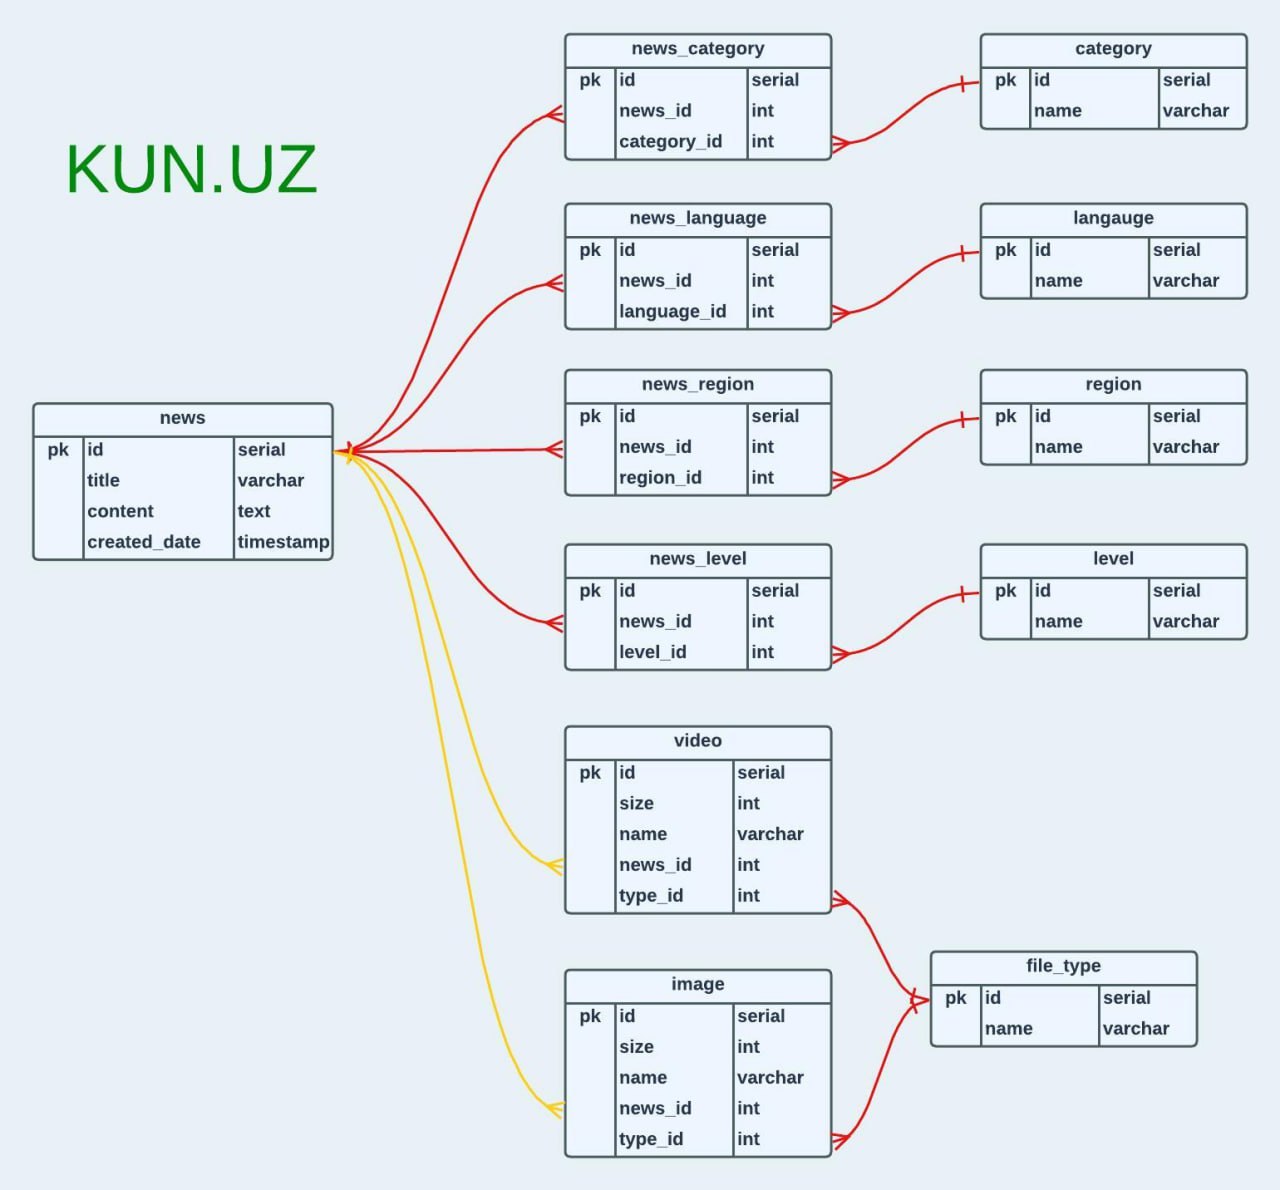 KUN.UZ
news
pk id serial
title varchar
content text
created_date timestamp
news_category
pk id serial
news_id int
category_id int
category
pk id serial
name varchar
news_language
pk id serial
news_id int
language_id int
langauge
pk id serial
name varchar
news_region
pk id serial
news_id int
region_id int
region
pk id serial
name varchar
news_level
pk id serial
news_id int
level_id int
level
pk id serial
name varchar
video
pk id serial
size int
name varchar
news_id int
type_id int
image
pk id serial
size int
name varchar
news_id int
type_id int
file_type
pk id serial
name varchar